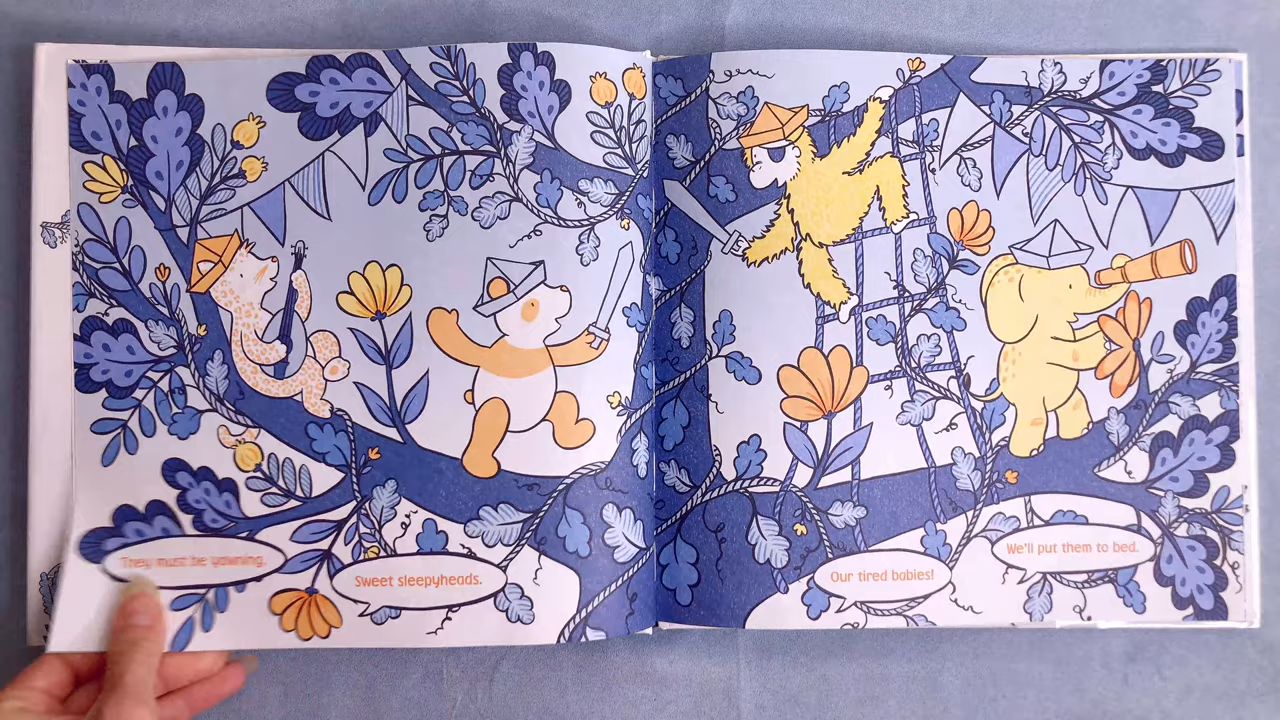 They must be yawning.
Sweet sleepyheads.
Our tired babies!
We'll put them to bed.